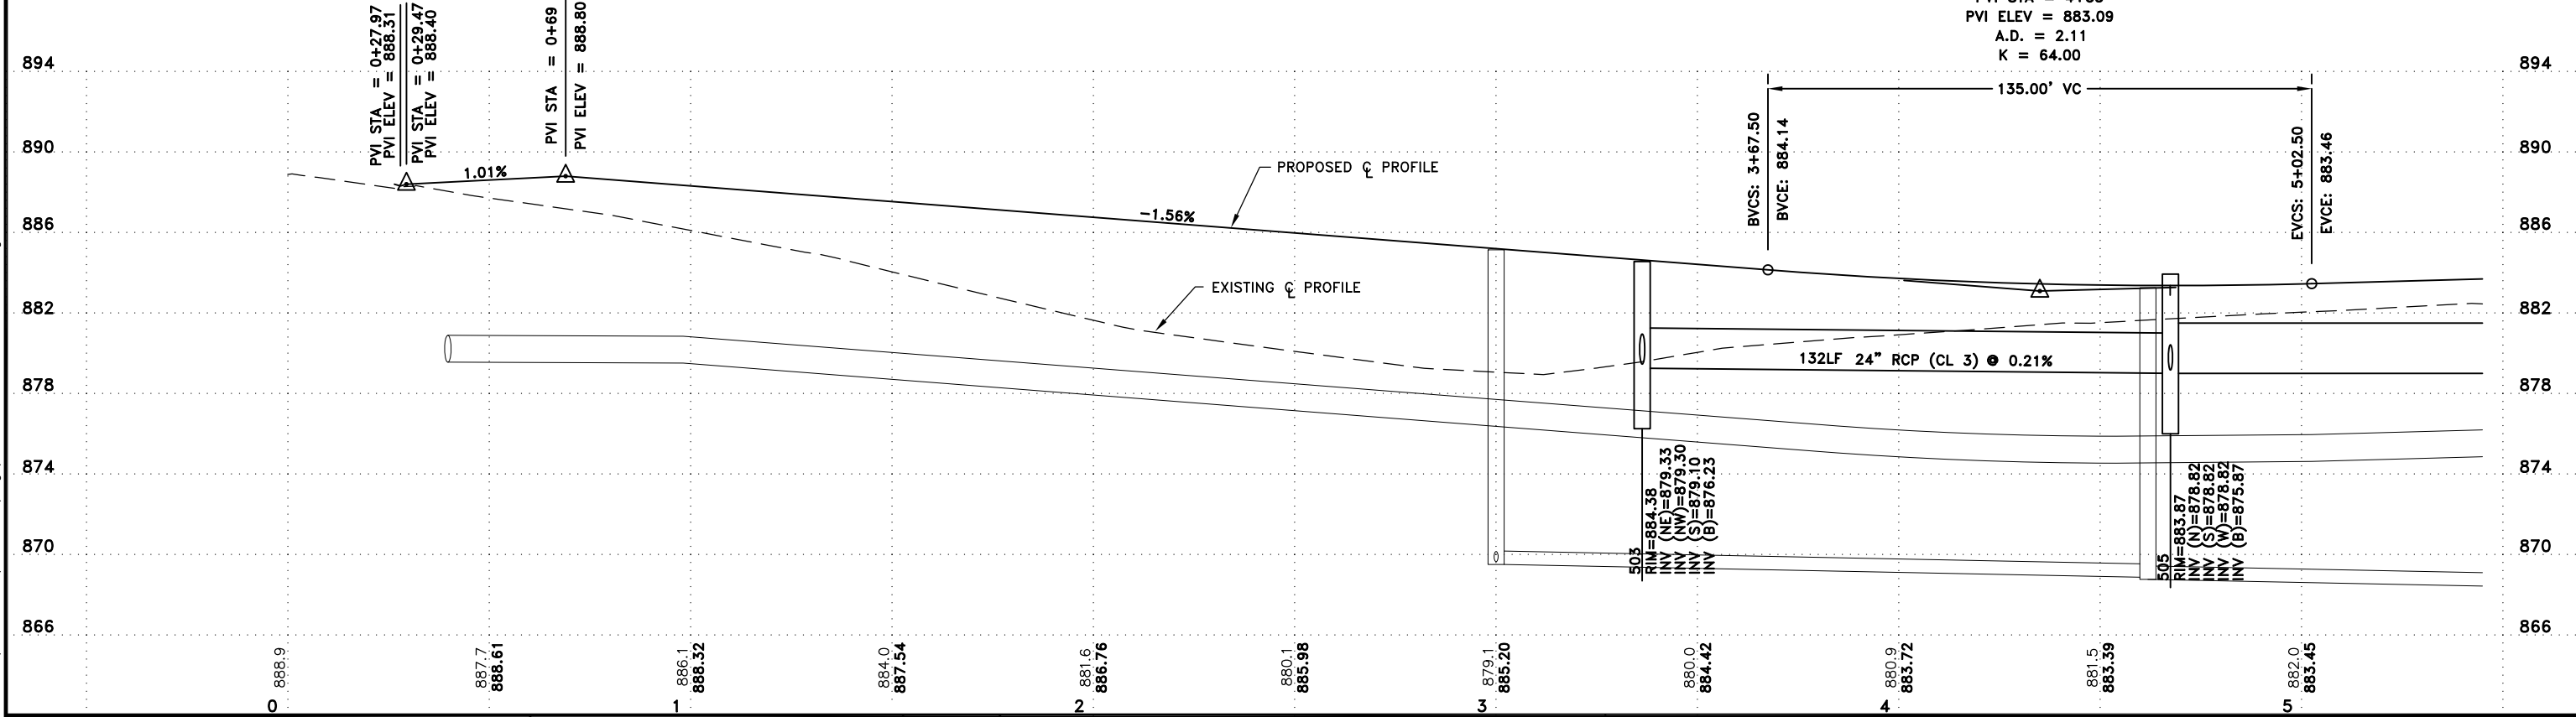 PVI ELEV = 883.09
A.D. = 2.11
K = 64.00
PVI STA = 0+27.97
PVI ELEV = 888.31
PVI STA = 0+29.47
PVI ELEV = 888.40
PVI STA = 0+69
PVI ELEV = 888.80
894
894
135.00' VC
BVCS: 3+67.50
BVCE: 884.14
EVCS: 5+02.50
EVCE: 883.46
890
890
1.01%
PROPOSED ℄ PROFILE
-1.56%
886
886
EXISTING ℄ PROFILE
882
882
132LF 24" RCP (CL 3) @ 0.21%
878
878
874
874
503
RIM=884.38
INV (NE)=879.33
INV (NW)=879.30
INV (S)=879.10
INV (B)=876.23
505
RIM=883.87
INV (N)=878.82
INV (S)=878.82
INV (W)=878.82
INV (B)=875.87
870
870
866
866
888.9
887.7
888.61
886.1
888.32
884.0
887.54
881.6
886.76
880.1
885.98
879.1
885.20
880.0
884.42
880.9
883.72
881.5
883.39
882.0
883.45
0
1
2
3
4
5